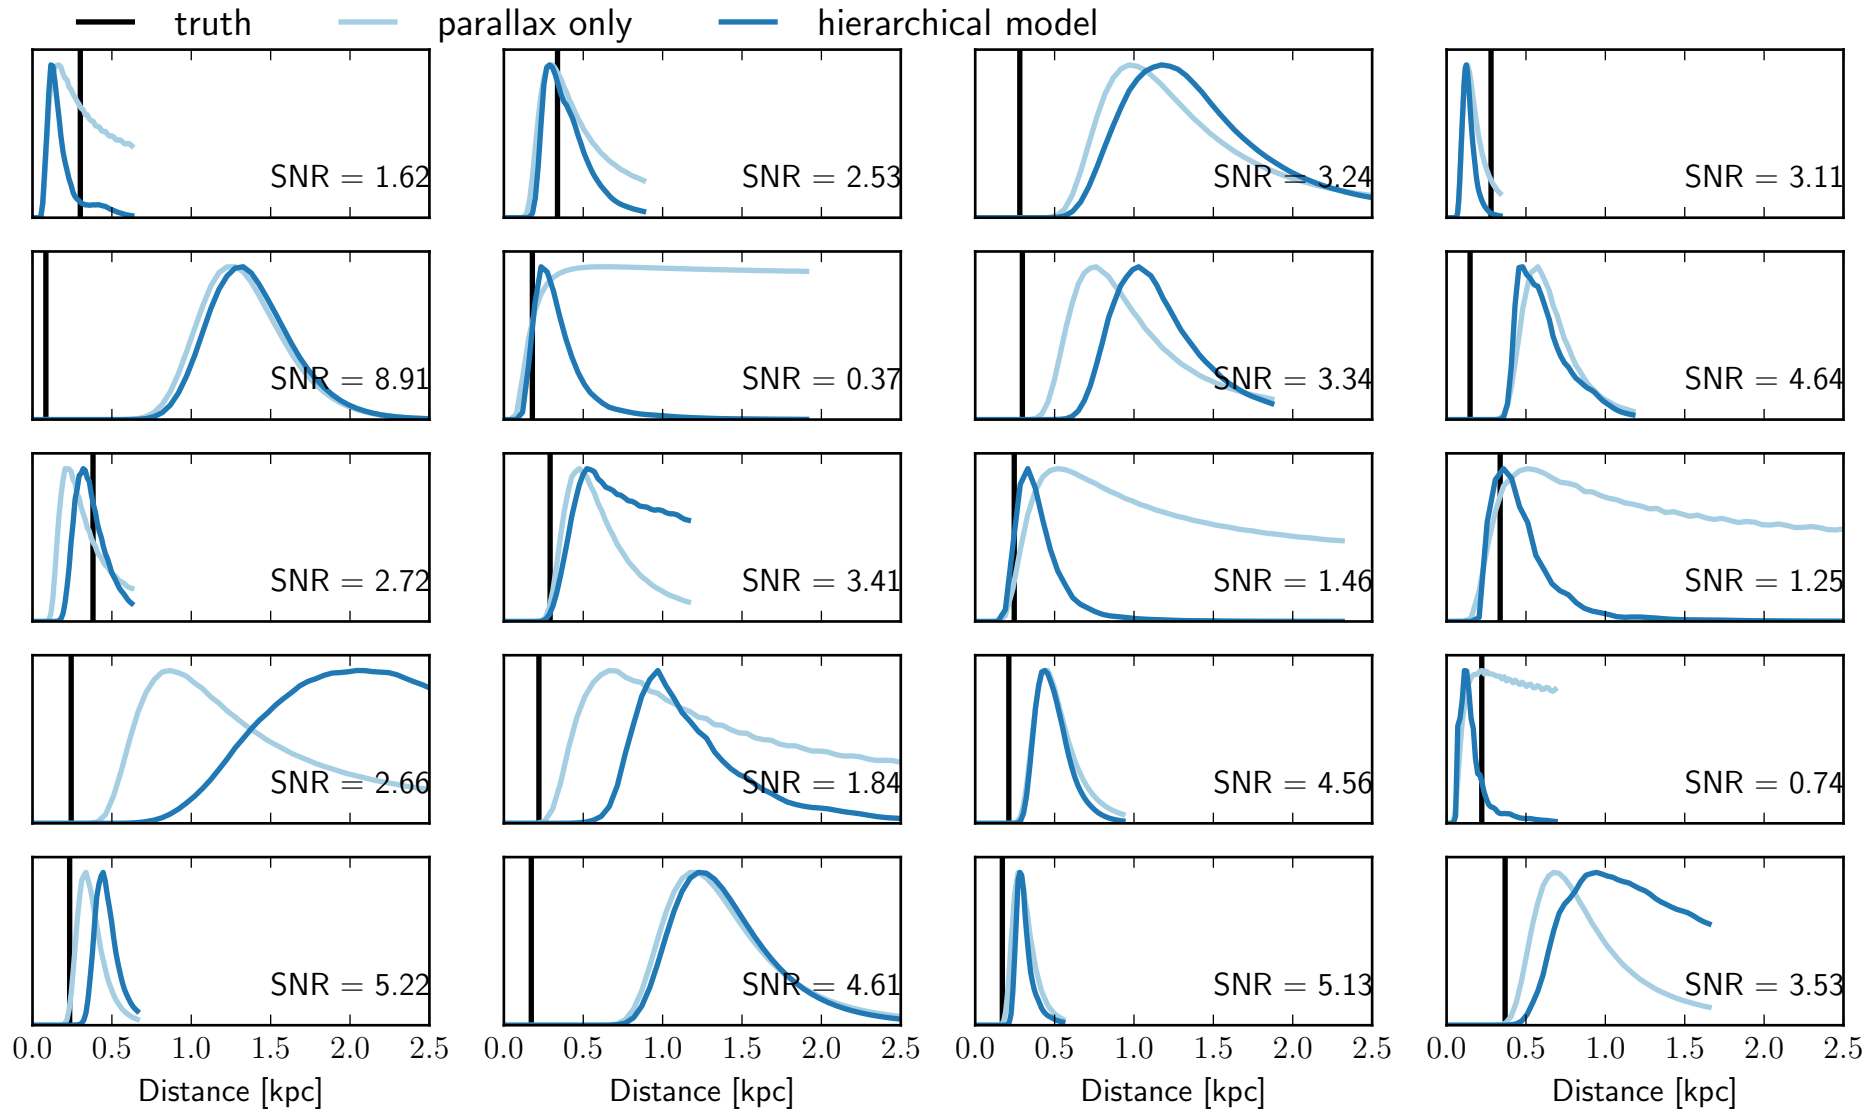 truth parallax only hierarchical model
SNR = 1.62 SNR = 2.53 SNR = 3.24 SNR = 3.11
SNR = 8.91 SNR = 0.37 SNR = 3.34 SNR = 4.64
SNR = 2.72 SNR = 3.41 SNR = 1.46 SNR = 1.25
SNR = 2.66 SNR = 1.84 SNR = 4.56 SNR = 0.74
SNR = 5.22 SNR = 4.61 SNR = 5.13 SNR = 3.53
0.0 0.5 1.0 1.5 2.0 2.5 0.0 0.5 1.0 1.5 2.0 2.5 0.0 0.5 1.0 1.5 2.0 2.5 0.0 0.5 1.0 1.5 2.0 2.5
Distance [kpc] Distance [kpc] Distance [kpc] Distance [kpc]